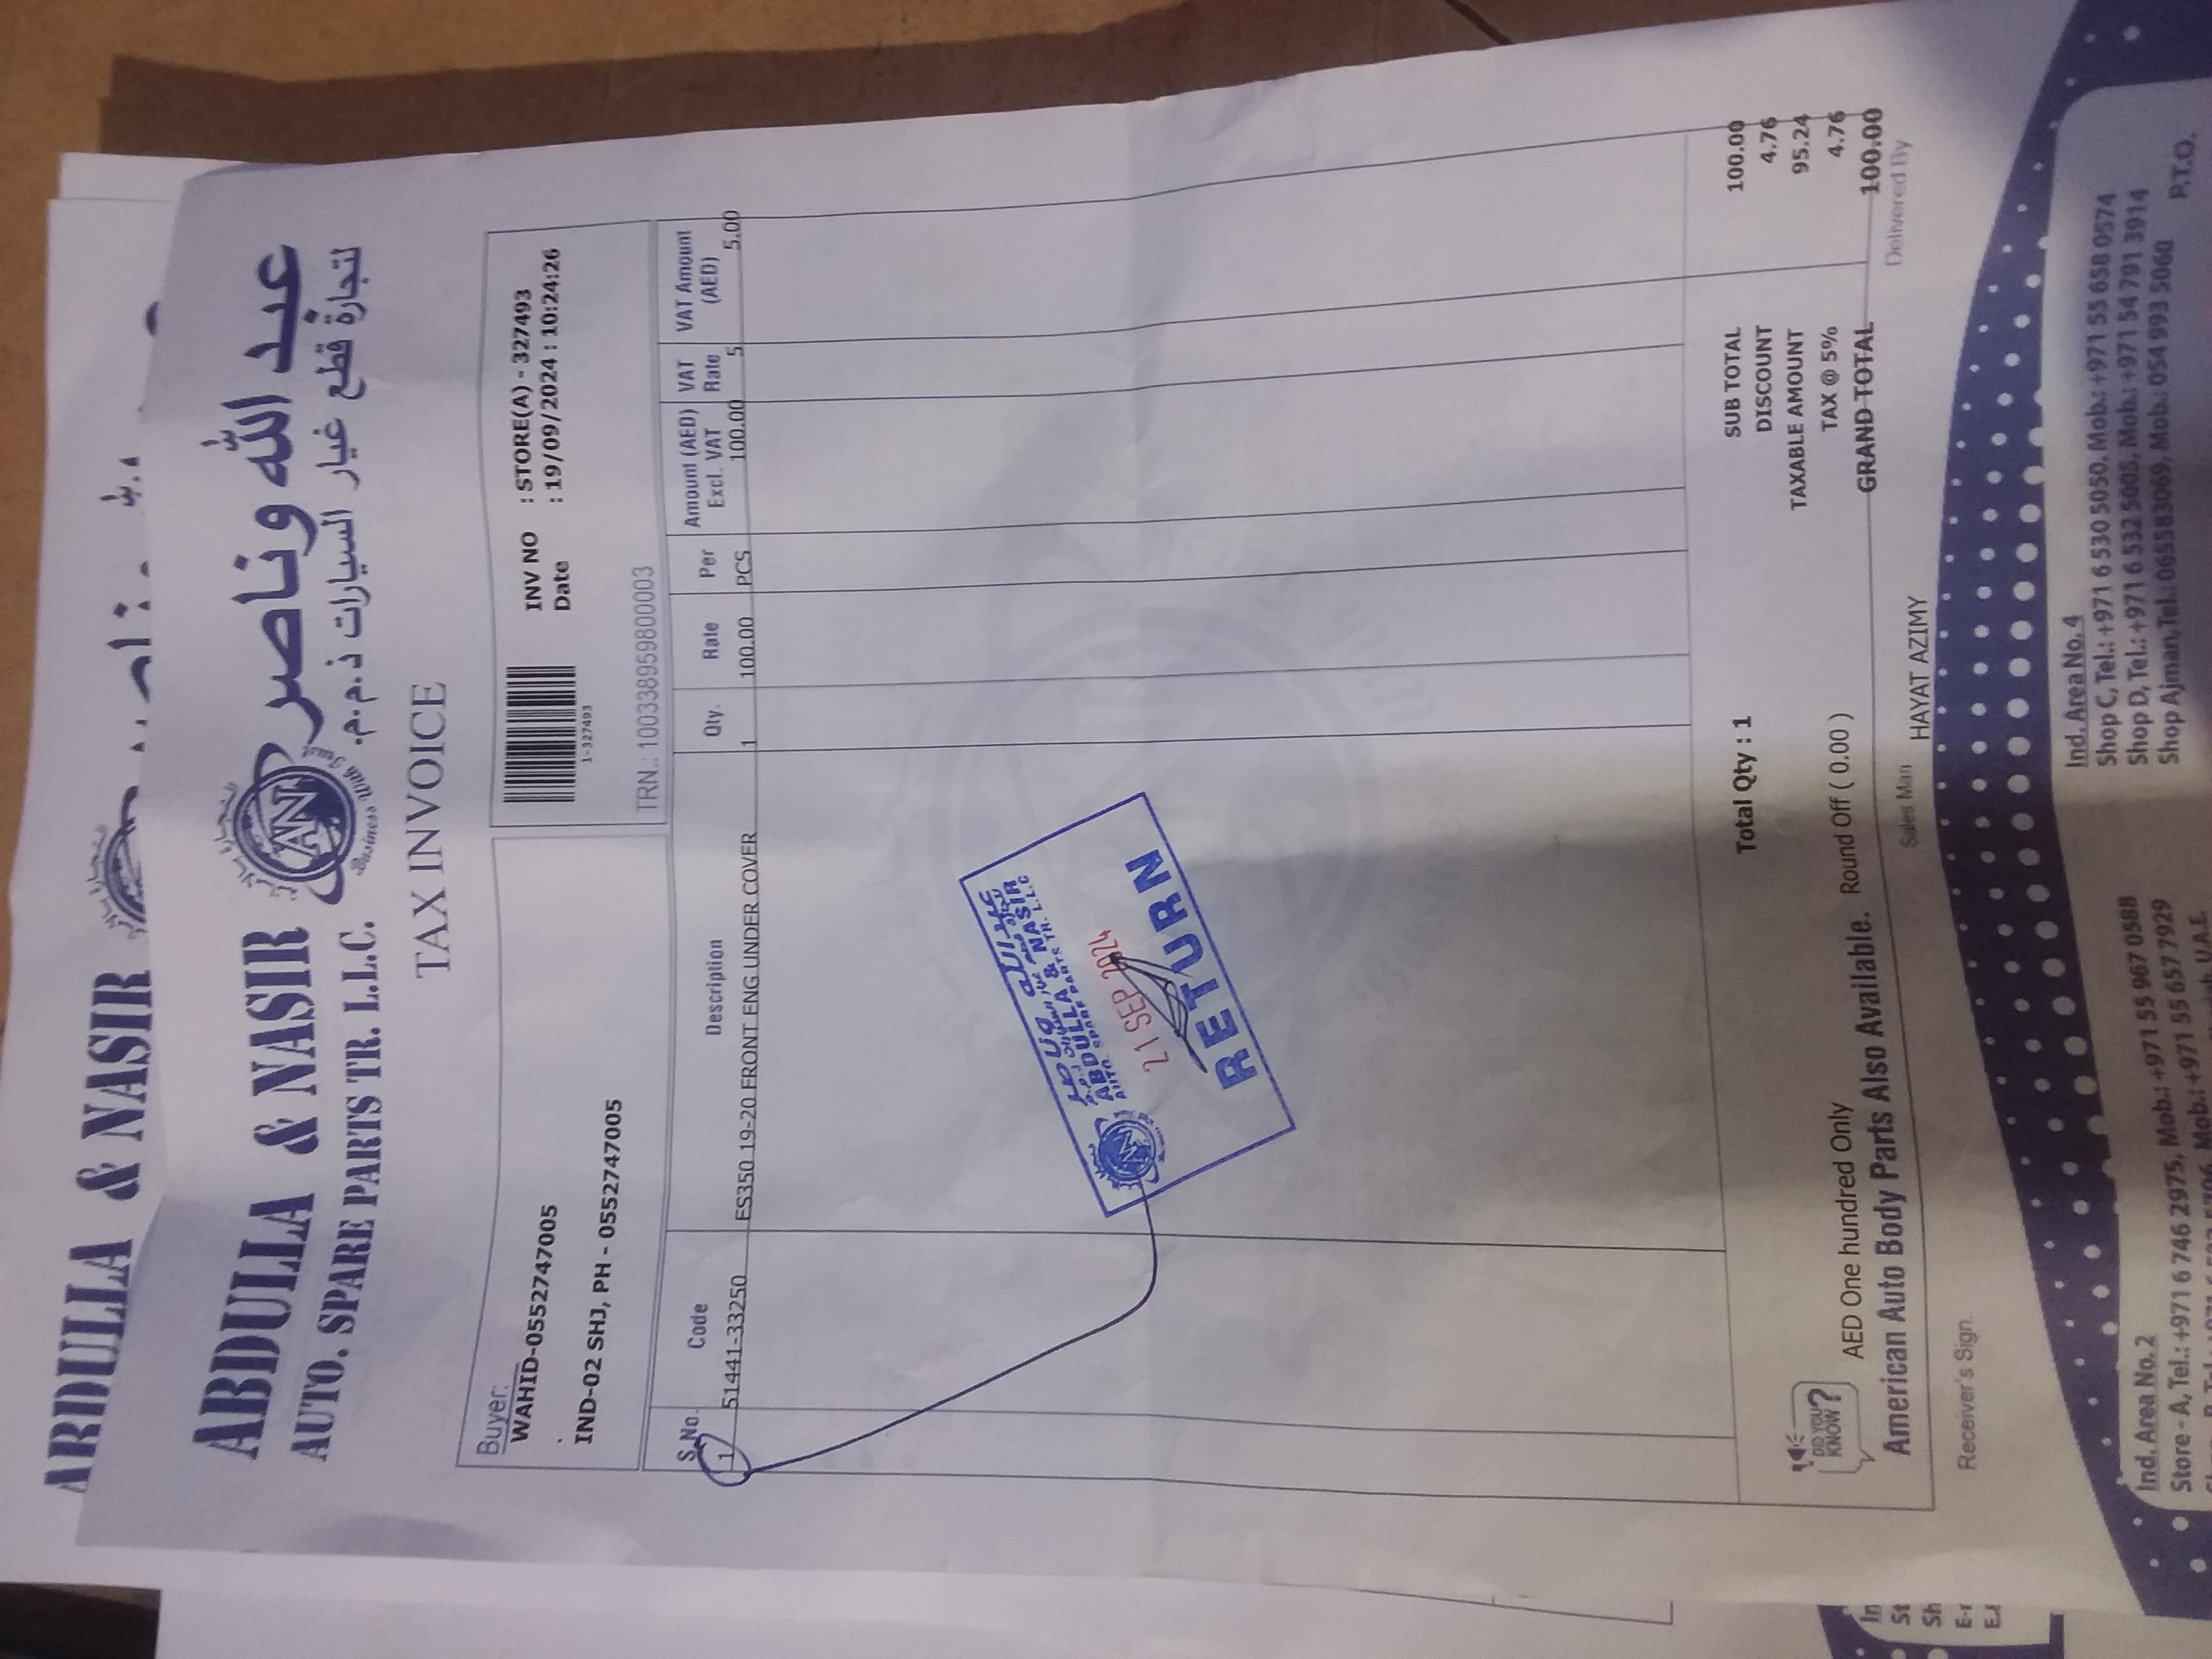 ABDULLA & NASIR
ABDULLA & NASIR
عبد الله وناصر
AUTO. SPARE PARTS TR. L.L.C.
لتجارة قطع غيار السيارات ذ.م.م.
AN
TAX INVOICE
Buyer:
WAHID-0552747005
.
IND-02 SHJ, PH - 0552747005
1-327493
INV NO : STORE(A) - 327493
Date : 19/09/2024 : 10:24:26
TRN.: 100338959800003
S.No. Code Description Qty. Rate Per Amount (AED) Excl. VAT VAT Rate VAT Amount (AED)
1 51441-33250 ES350 19-20 FRONT ENG UNDER COVER 1 100.00 PCS 100.00 5 5.00
ABDULLA & NASIR
AUTO. SPARE PARTS TR. L.L.C
21 SEP 2024
RETURN
Total Qty : 1
SUB TOTAL 100.00
DISCOUNT 4.76
TAXABLE AMOUNT 95.24
TAX @ 5% 4.76
GRAND TOTAL 100.00
DID YOU KNOW?
AED One hundred Only
Round Off ( 0.00 )
American Auto Body Parts Also Available.
Receiver's Sign.
Sales Man
HAYAT AZIMY
Delivered By
Ind. Area No. 2
Store - A, Tel.: +971 6 746 2975, Mob.: +971 55 967 0588
Mob.: +971 55 657 7929
Ind. Area No. 4
Shop C, Tel.: +971 6 530 5050, Mob.: +971 55 658 0574
Shop D, Tel.: +971 6 532 5005, Mob.: +971 54 791 3914
Shop Ajman, Tel.: 065583069, Mob.: 054 993 5060
P.T.O.